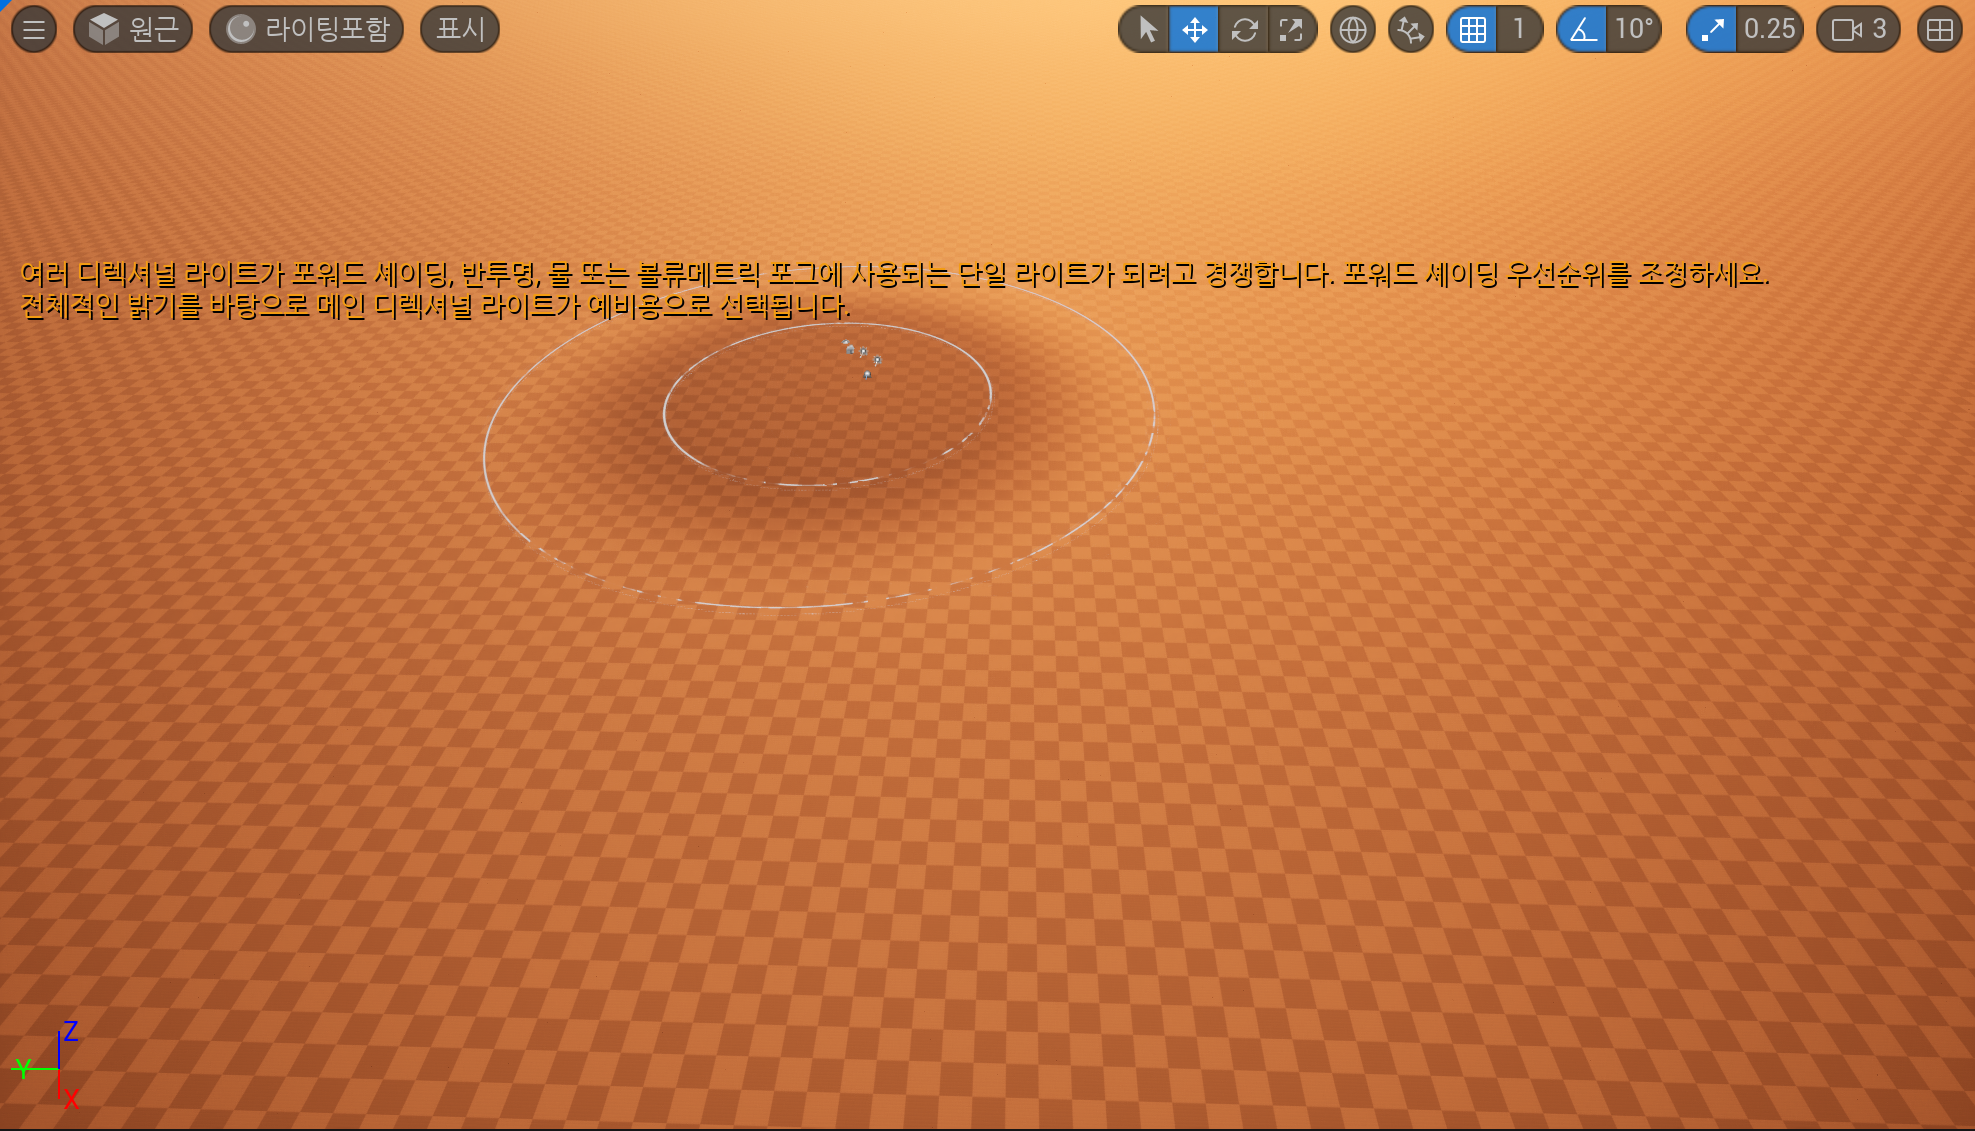 원근 라이팅포함 표시 1 10° 0.25 3
여러 디렉셔널 라이트가 포워드 셰이딩, 반투명, 물 또는 볼류메트릭 포그에 사용되는 단일 라이트가 되려고 경쟁합니다. 포워드 셰이딩 우선순위를 조정하세요.
전체적인 밝기를 바탕으로 메인 디렉셔널 라이트가 예비용으로 선택됩니다.
Z
Y
X